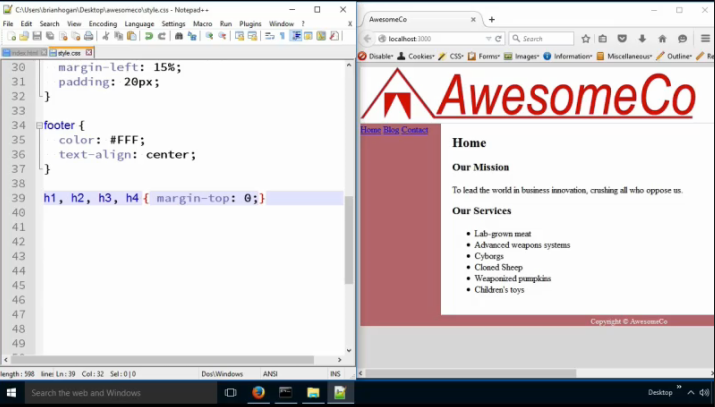 C:\Users\brianhogan\Desktop\awesomeco\style.css - Notepad++
File Edit Search View Encoding Language Settings Macro Run Plugins Window ? X
index.html style.css
30 margin-left: 15%;
31 padding: 20px;
32 }
33
34 footer {
35 color: #FFF;
36 text-align: center;
37 }
38
39 h1, h2, h3, h4 { margin-top: 0;}
40
41
42
43
44
45
46
47
48
49
length : 598 line: Ln : 39 Col : 32 Sel : 0 | 0 Dos\Windows ANSI INS
AwesomeCo
localhost:3000 Search
Disable Cookies CSS Forms Images Information Miscellaneous Outline Re
AwesomeCo
Home Blog Contact
Home
Our Mission
To lead the world in business innovation, crushing all who oppose us.
Our Services
Lab-grown meat
Advanced weapons systems
Cyborgs
Cloned Sheep
Weaponized pumpkins
Children's toys
Copyright © AwesomeCo
Search the web and Windows
Desktop